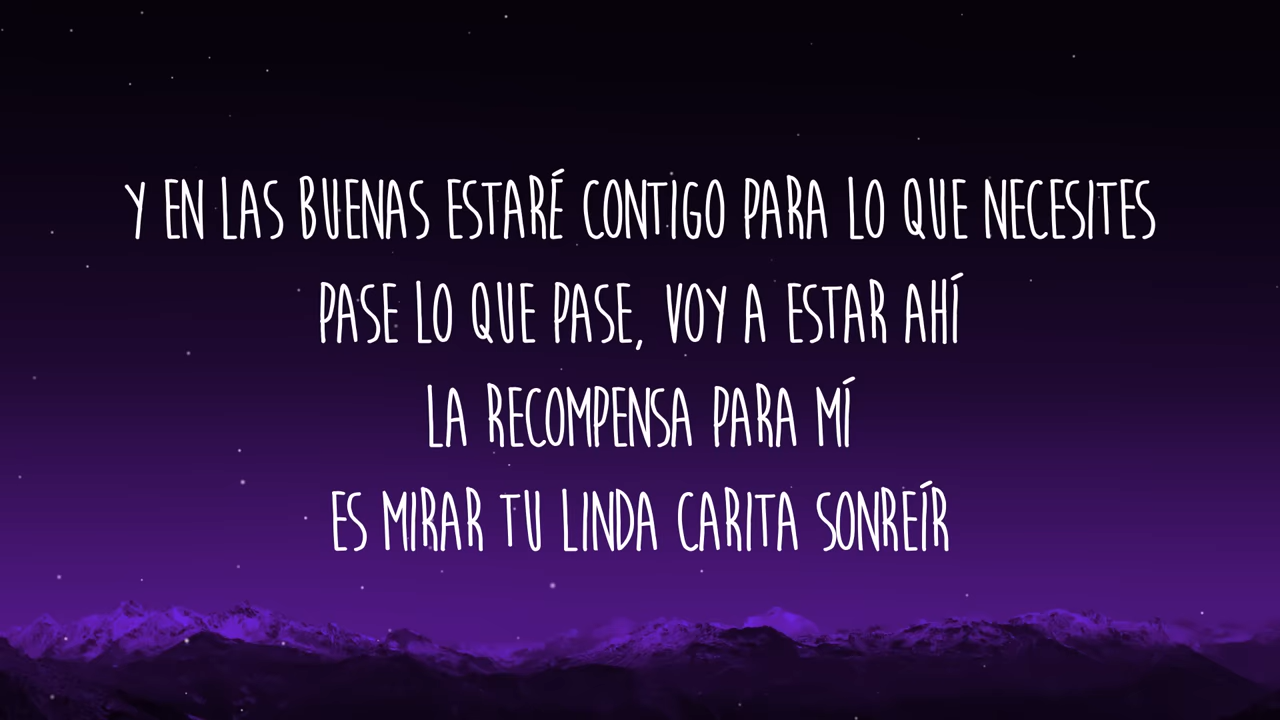 Y EN LAS BUENAS ESTARÉ CONTIGO PARA LO QUE NECESITES
PASE LO QUE PASE, VOY A ESTAR AHÍ
LA RECOMPENSA PARA MÍ
ES MIRAR TU LINDA CARITA SONREÍR